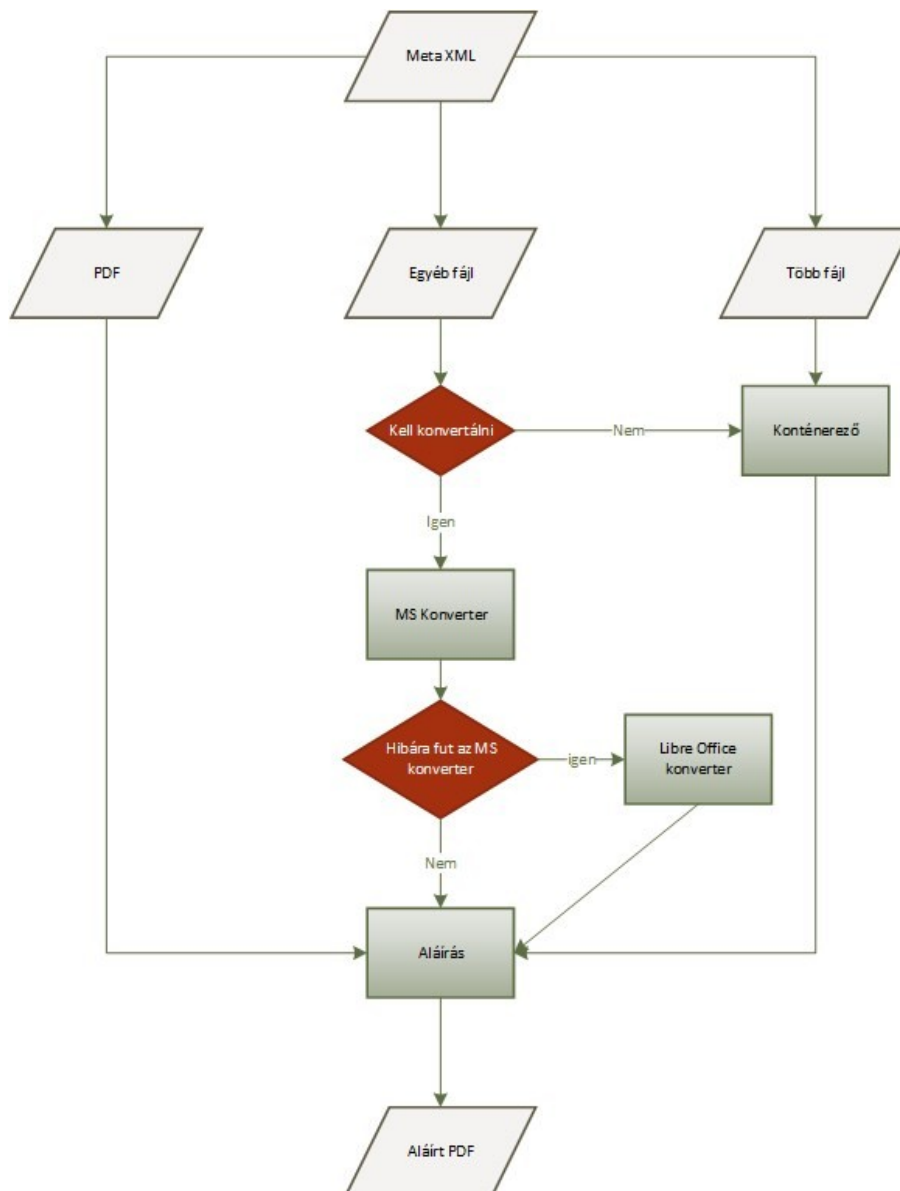 Meta XML
PDF
Egyéb fájl
Több fájl
Kell konvertálni
Nem
Konténerező
Igen
MS Konverter
Hibára fut az MS
konverter
igen
Libre Office
konverter
Nem
Aláírás
Aláírt PDF